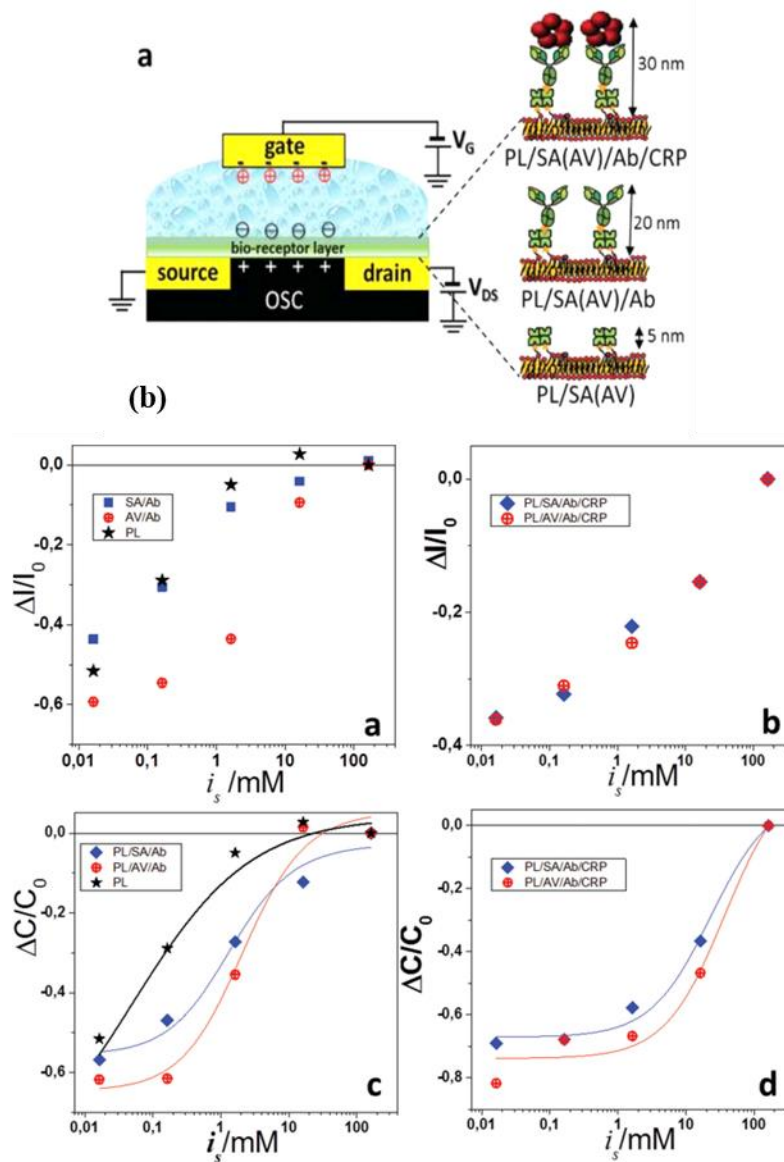 a
gate
V_G
bio-receptor layer
source
drain
OSC
V_DS
30 nm
PL/SA(AV)/Ab/CRP
20 nm
PL/SA(AV)/Ab
5 nm
PL/SA(AV)
(b)
0,0
-0,2
-0,4
-0,6
ΔI/I₀
SA/Ab
AV/Ab
PL
0,01 0,1 1 10 100
i_s/mM
a
0,0
-0,2
-0,4
ΔI/I₀
PL/SA/Ab/CRP
PL/AV/Ab/CRP
0,01 0,1 1 10 100
i_s/mM
b
0,0
-0,2
-0,4
-0,6
ΔC/C₀
PL/SA/Ab
PL/AV/Ab
PL
0,01 0,1 1 10 100
i_s/mM
c
0,0
-0,2
-0,4
-0,6
-0,8
ΔC/C₀
PL/SA/Ab/CRP
PL/AV/Ab/CRP
0,01 0,1 1 10 100
i_s/mM
d